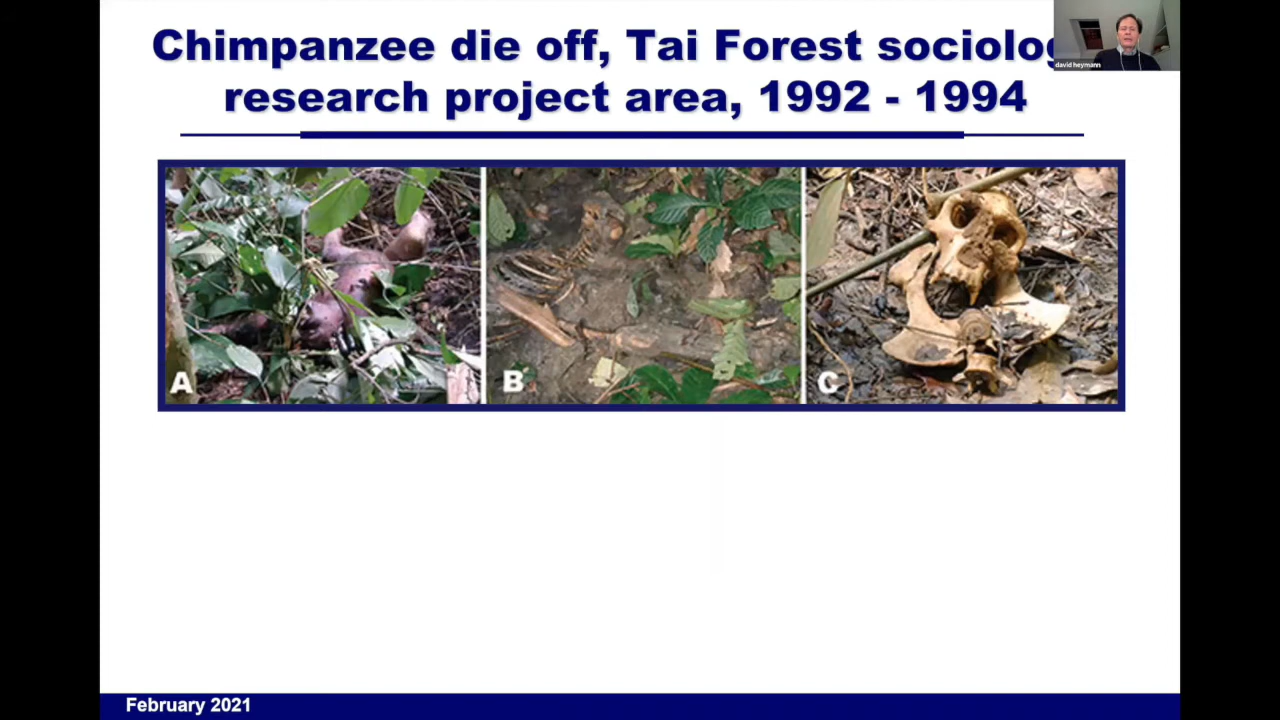 Chimpanzee die off, Tai Forest sociolog
research project area, 1992 - 1994
david heymann
A
B
C
February 2021